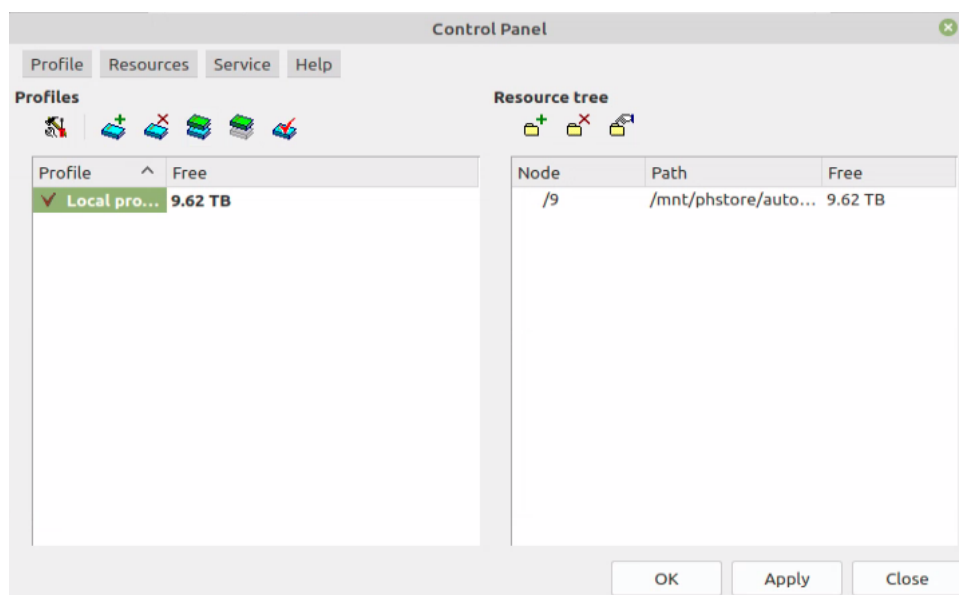 Control Panel
Profile Resources Service Help
Profiles
Resource tree
Profile Free
Local pro... 9.62 TB
Node Path Free
/9 /mnt/phstore/auto... 9.62 TB
OK Apply Close